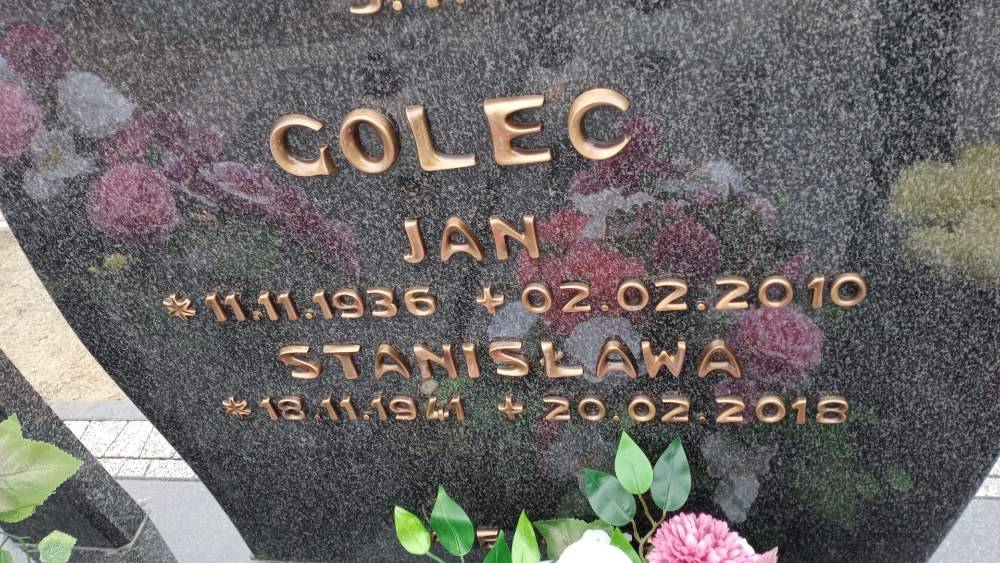 GOLEC
JAN
* 11.11.1936 + 02.02.2010
STANISŁAWA
* 18.11.1941 + 20.02.2018